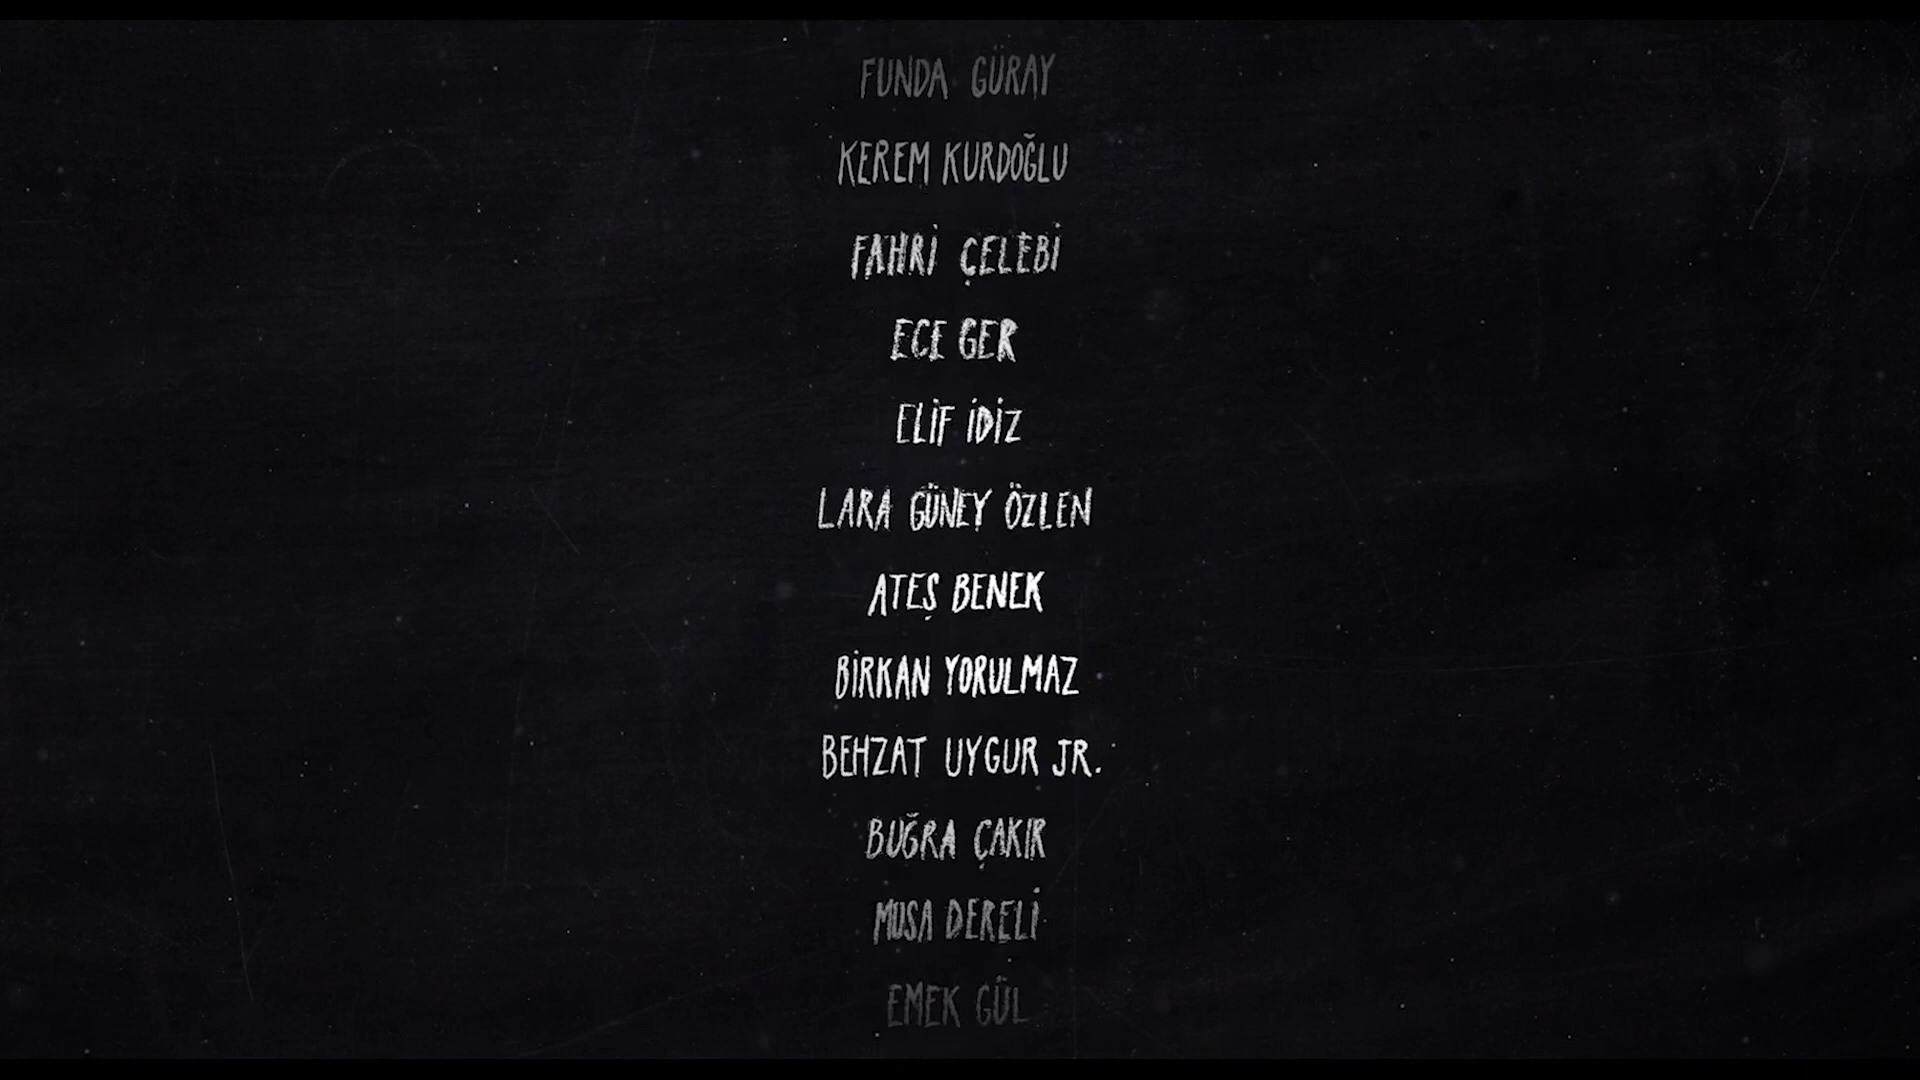 FUNDA GÜRAY
KEREM KURDOĞLU
FAHRİ ÇELEBİ
ECE GER
ELİF İDİZ
LARA GÜNEY ÖZLEN
ATEŞ BENEK
BİRKAN YORULMAZ
BEHZAT UYGUR JR.
BUĞRA ÇAKIR
MUSA DERELİ
EMEK GÜL